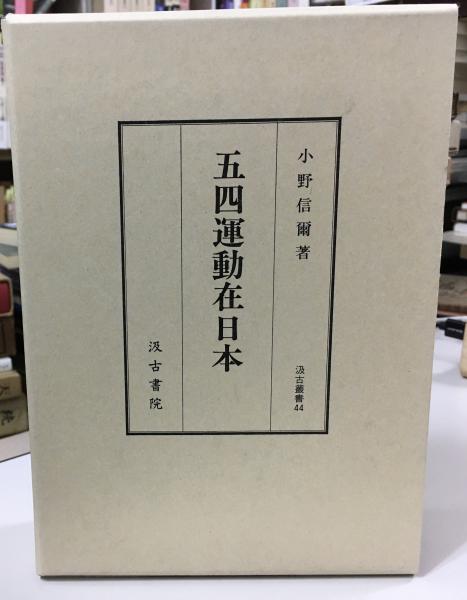 小野信爾著
汲古叢書44
五四運動在日本
汲古書院